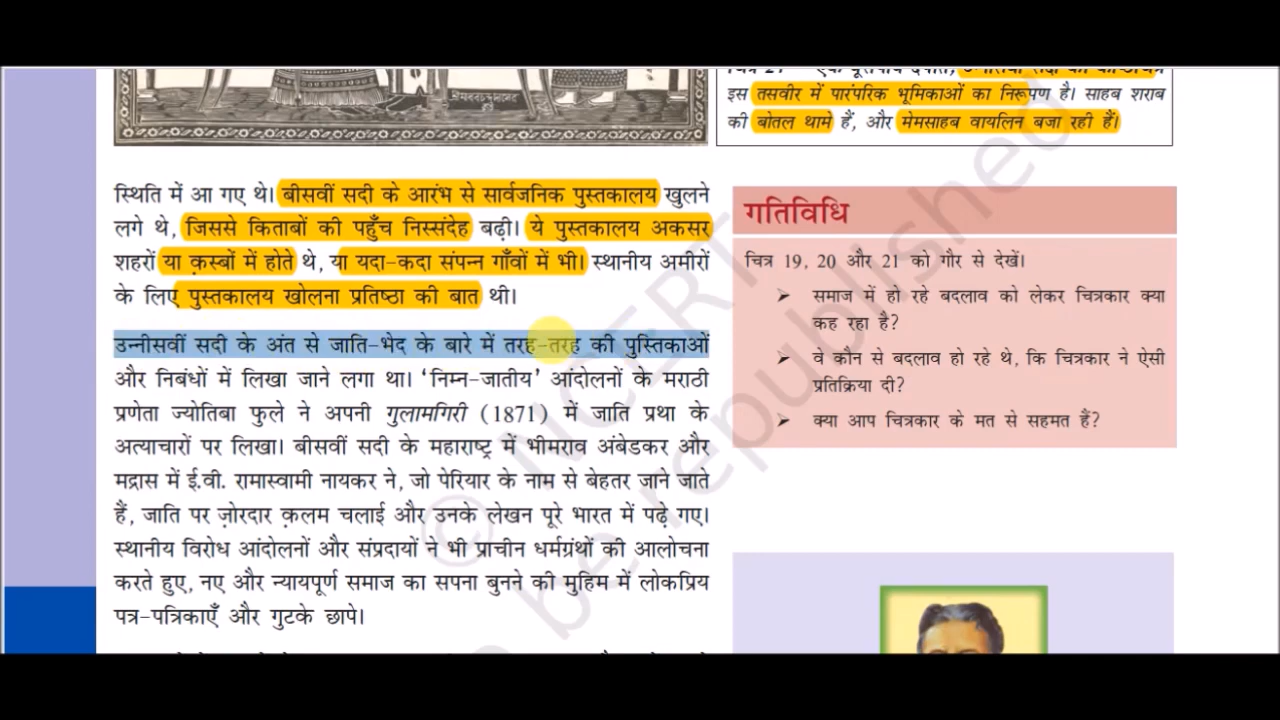 इस तसवीर में पारंपरिक भूमिकाओं का निरूपण है। साहब शराब
की बोतल थामे हैं, और मेमसाहब वायलिन बजा रही हैं।
स्थिति में आ गए थे। बीसवीं सदी के आरंभ से सार्वजनिक पुस्तकालय खुलने
लगे थे, जिससे किताबों की पहुँच निस्संदेह बढ़ी। ये पुस्तकालय अकसर
शहरों या क़स्बों में होते थे, या यदा-कदा संपन्न गाँवों में भी। स्थानीय अमीरों
के लिए पुस्तकालय खोलना प्रतिष्ठा की बात थी।
उन्नीसवीं सदी के अंत से जाति-भेद के बारे में तरह-तरह की पुस्तिकाओं
और निबंधों में लिखा जाने लगा था। ‘निम्न-जातीय’ आंदोलनों के मराठी
प्रणेता ज्योतिबा फुले ने अपनी गुलामगिरी (1871) में जाति प्रथा के
अत्याचारों पर लिखा। बीसवीं सदी के महाराष्ट्र में भीमराव अंबेडकर और
मद्रास में ई.वी. रामास्वामी नायकर ने, जो पेरियार के नाम से बेहतर जाने जाते
हैं, जाति पर ज़ोरदार क़लम चलाई और उनके लेखन पूरे भारत में पढ़े गए।
स्थानीय विरोध आंदोलनों और संप्रदायों ने भी प्राचीन धर्मग्रंथों की आलोचना
करते हुए, नए और न्यायपूर्ण समाज का सपना बुनने की मुहिम में लोकप्रिय
पत्र-पत्रिकाएँ और गुटके छापे।
गतिविधि
चित्र 19, 20 और 21 को गौर से देखें।
➤ समाज में हो रहे बदलाव को लेकर चित्रकार क्या
कह रहा है?
➤ वे कौन से बदलाव हो रहे थे, कि चित्रकार ने ऐसी
प्रतिक्रिया दी?
➤ क्या आप चित्रकार के मत से सहमत हैं?
© NCERT
be republished